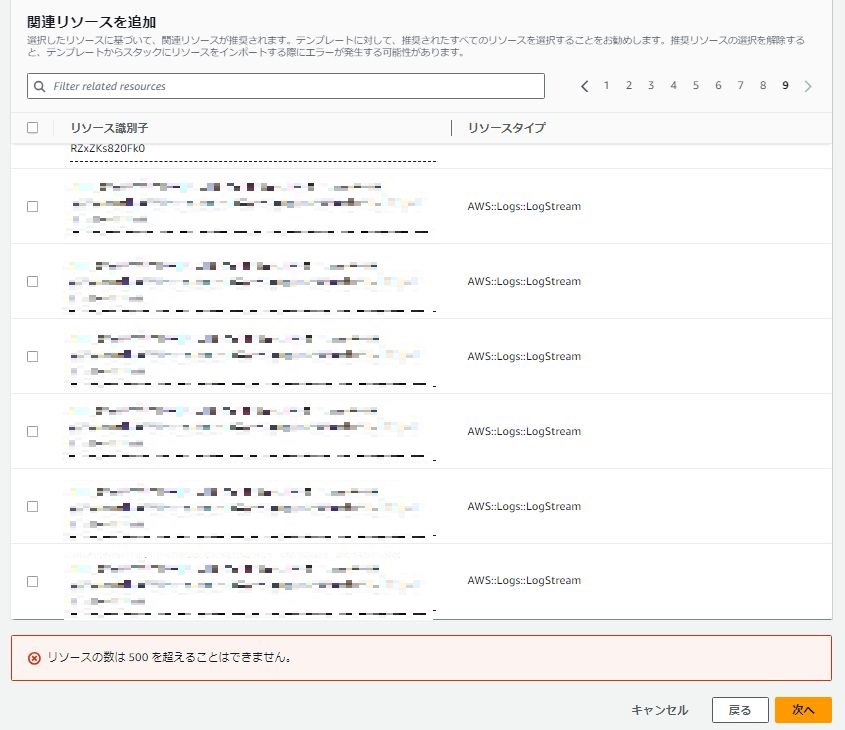 関連リソースを追加
選択したリソースに基づいて、関連リソースが推奨されます。テンプレートに対して、推奨されたすべてのリソースを選択することをお勧めします。推奨リソースの選択を解除する
と、テンプレートからスタックにリソースをインポートする際にエラーが発生する可能性があります。
Filter related resources 1 2 3 4 5 6 7 8 9
リソース識別子 リソースタイプ
RZxZKs820Fk0
AWS::Logs::LogStream
AWS::Logs::LogStream
AWS::Logs::LogStream
AWS::Logs::LogStream
AWS::Logs::LogStream
AWS::Logs::LogStream
リソースの数は 500 を超えることはできません。
キャンセル 戻る 次へ